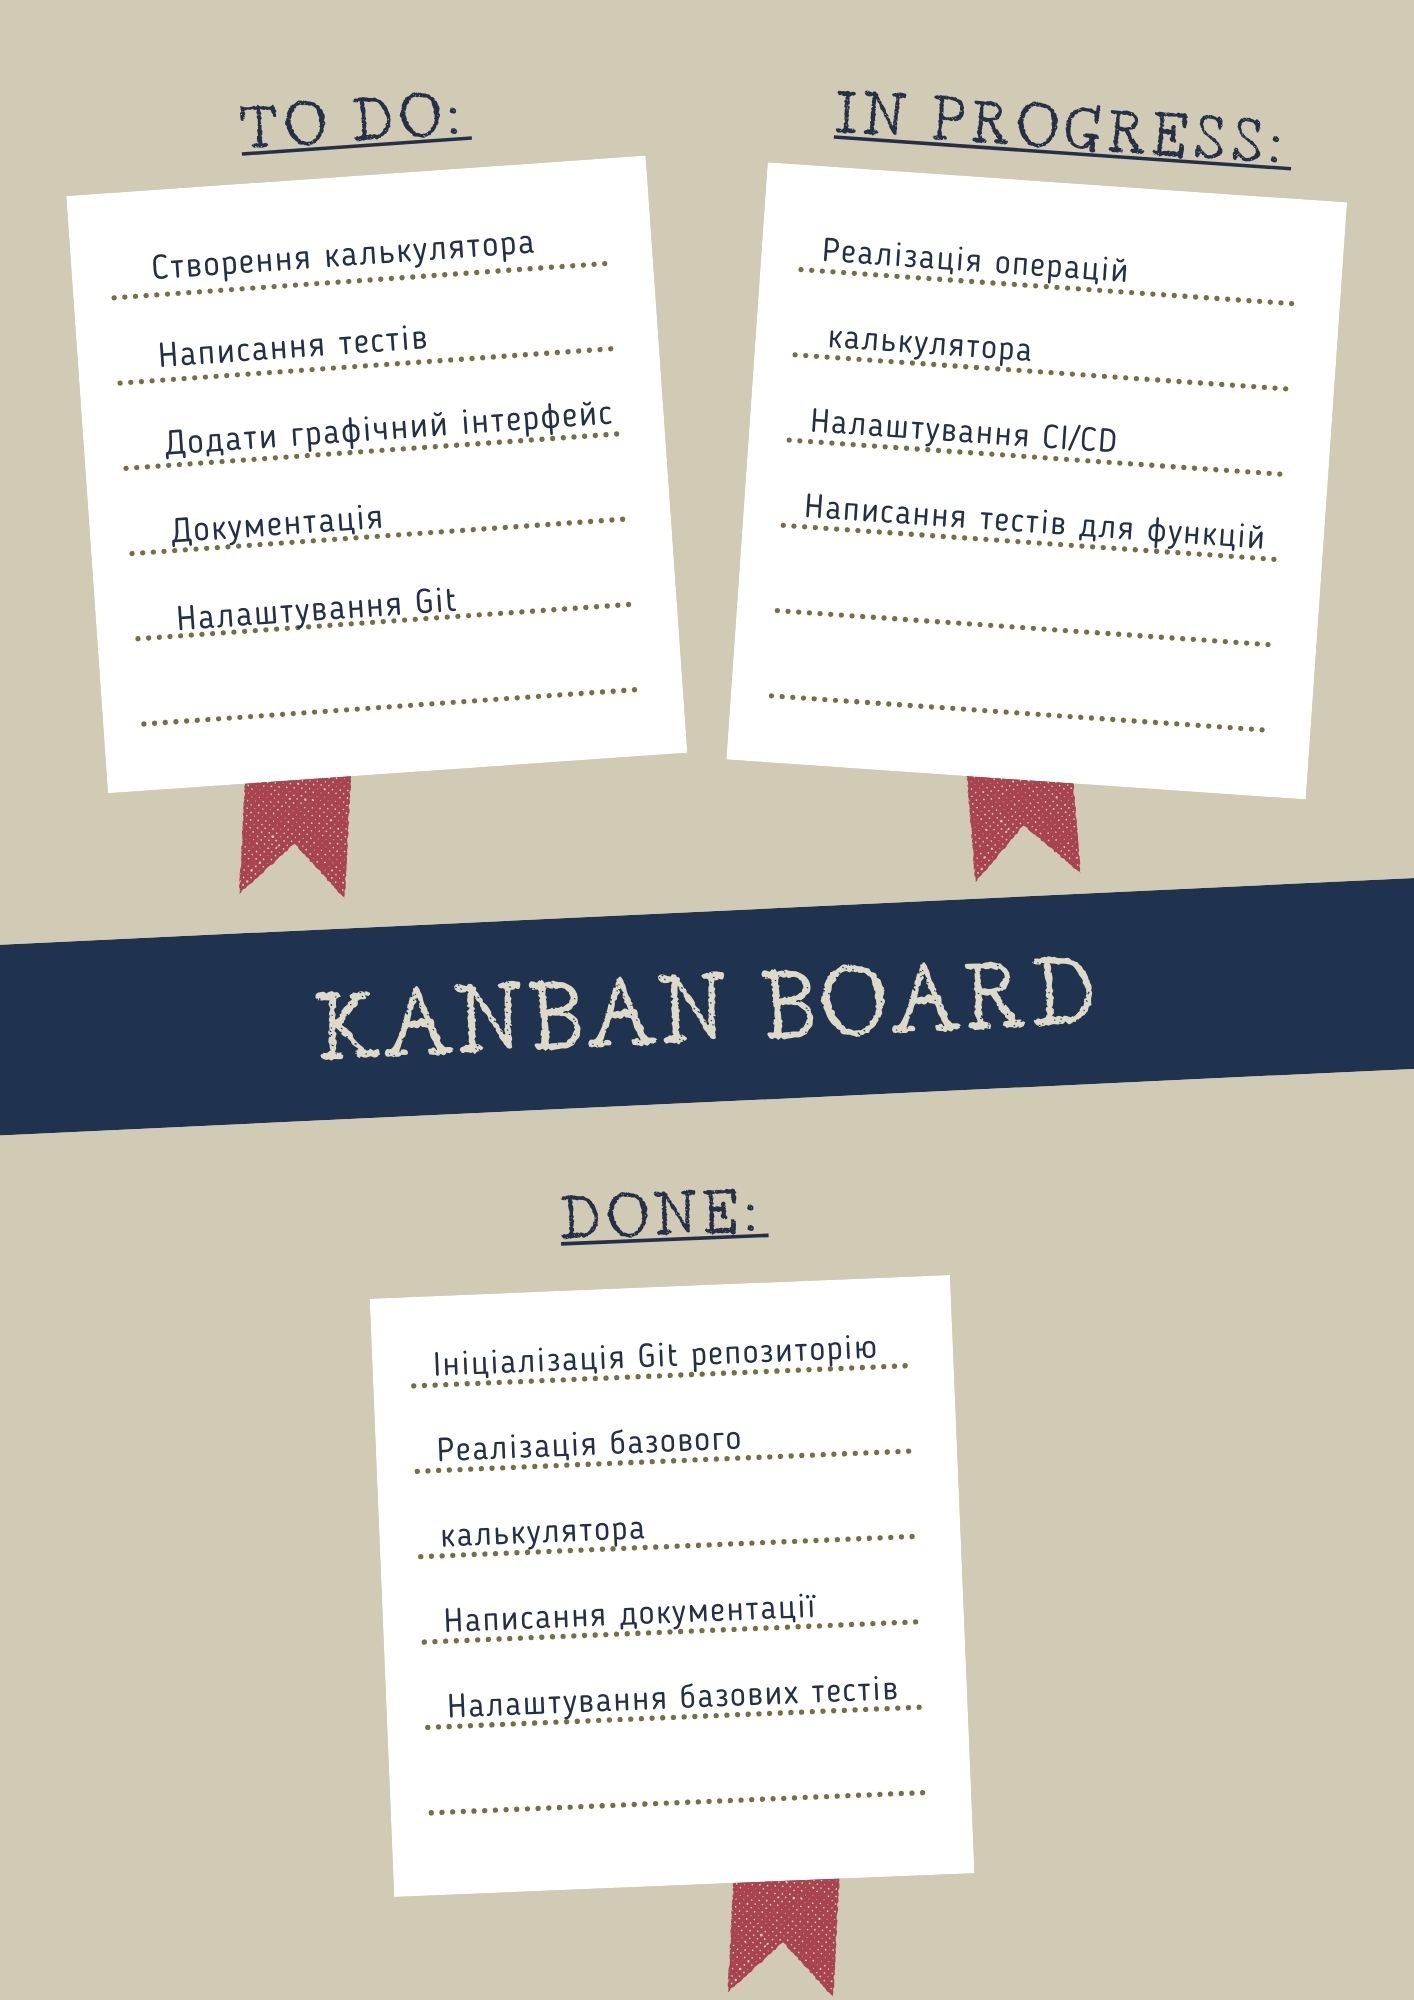 TO DO:
Створення калькулятора
Написання тестів
Додати графічний інтерфейс
Документація
Налаштування Git
IN PROGRESS:
Реалізація операцій
калькулятора
Налаштування CI/CD
Написання тестів для функцій
KANBAN BOARD
DONE:
Ініціалізація Git репозиторію
Реалізація базового
калькулятора
Написання документації
Налаштування базових тестів